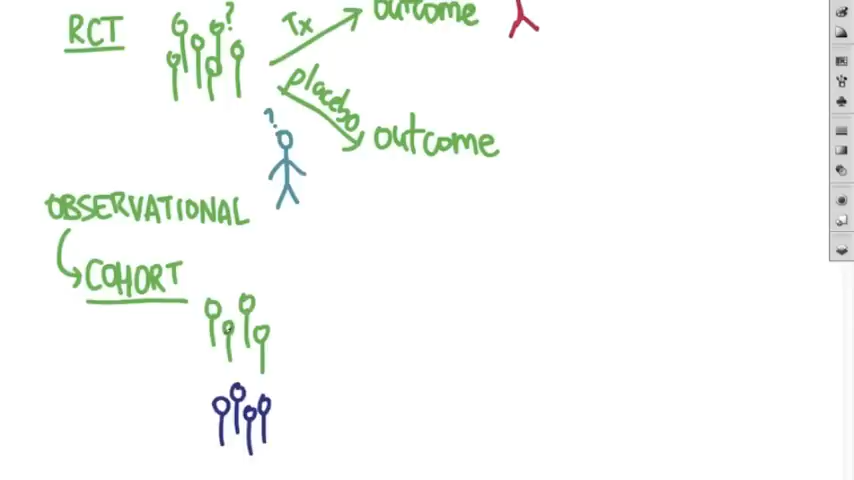 RCT ? Tx outcome
placebo
? outcome
OBSERVATIONAL
COHORT